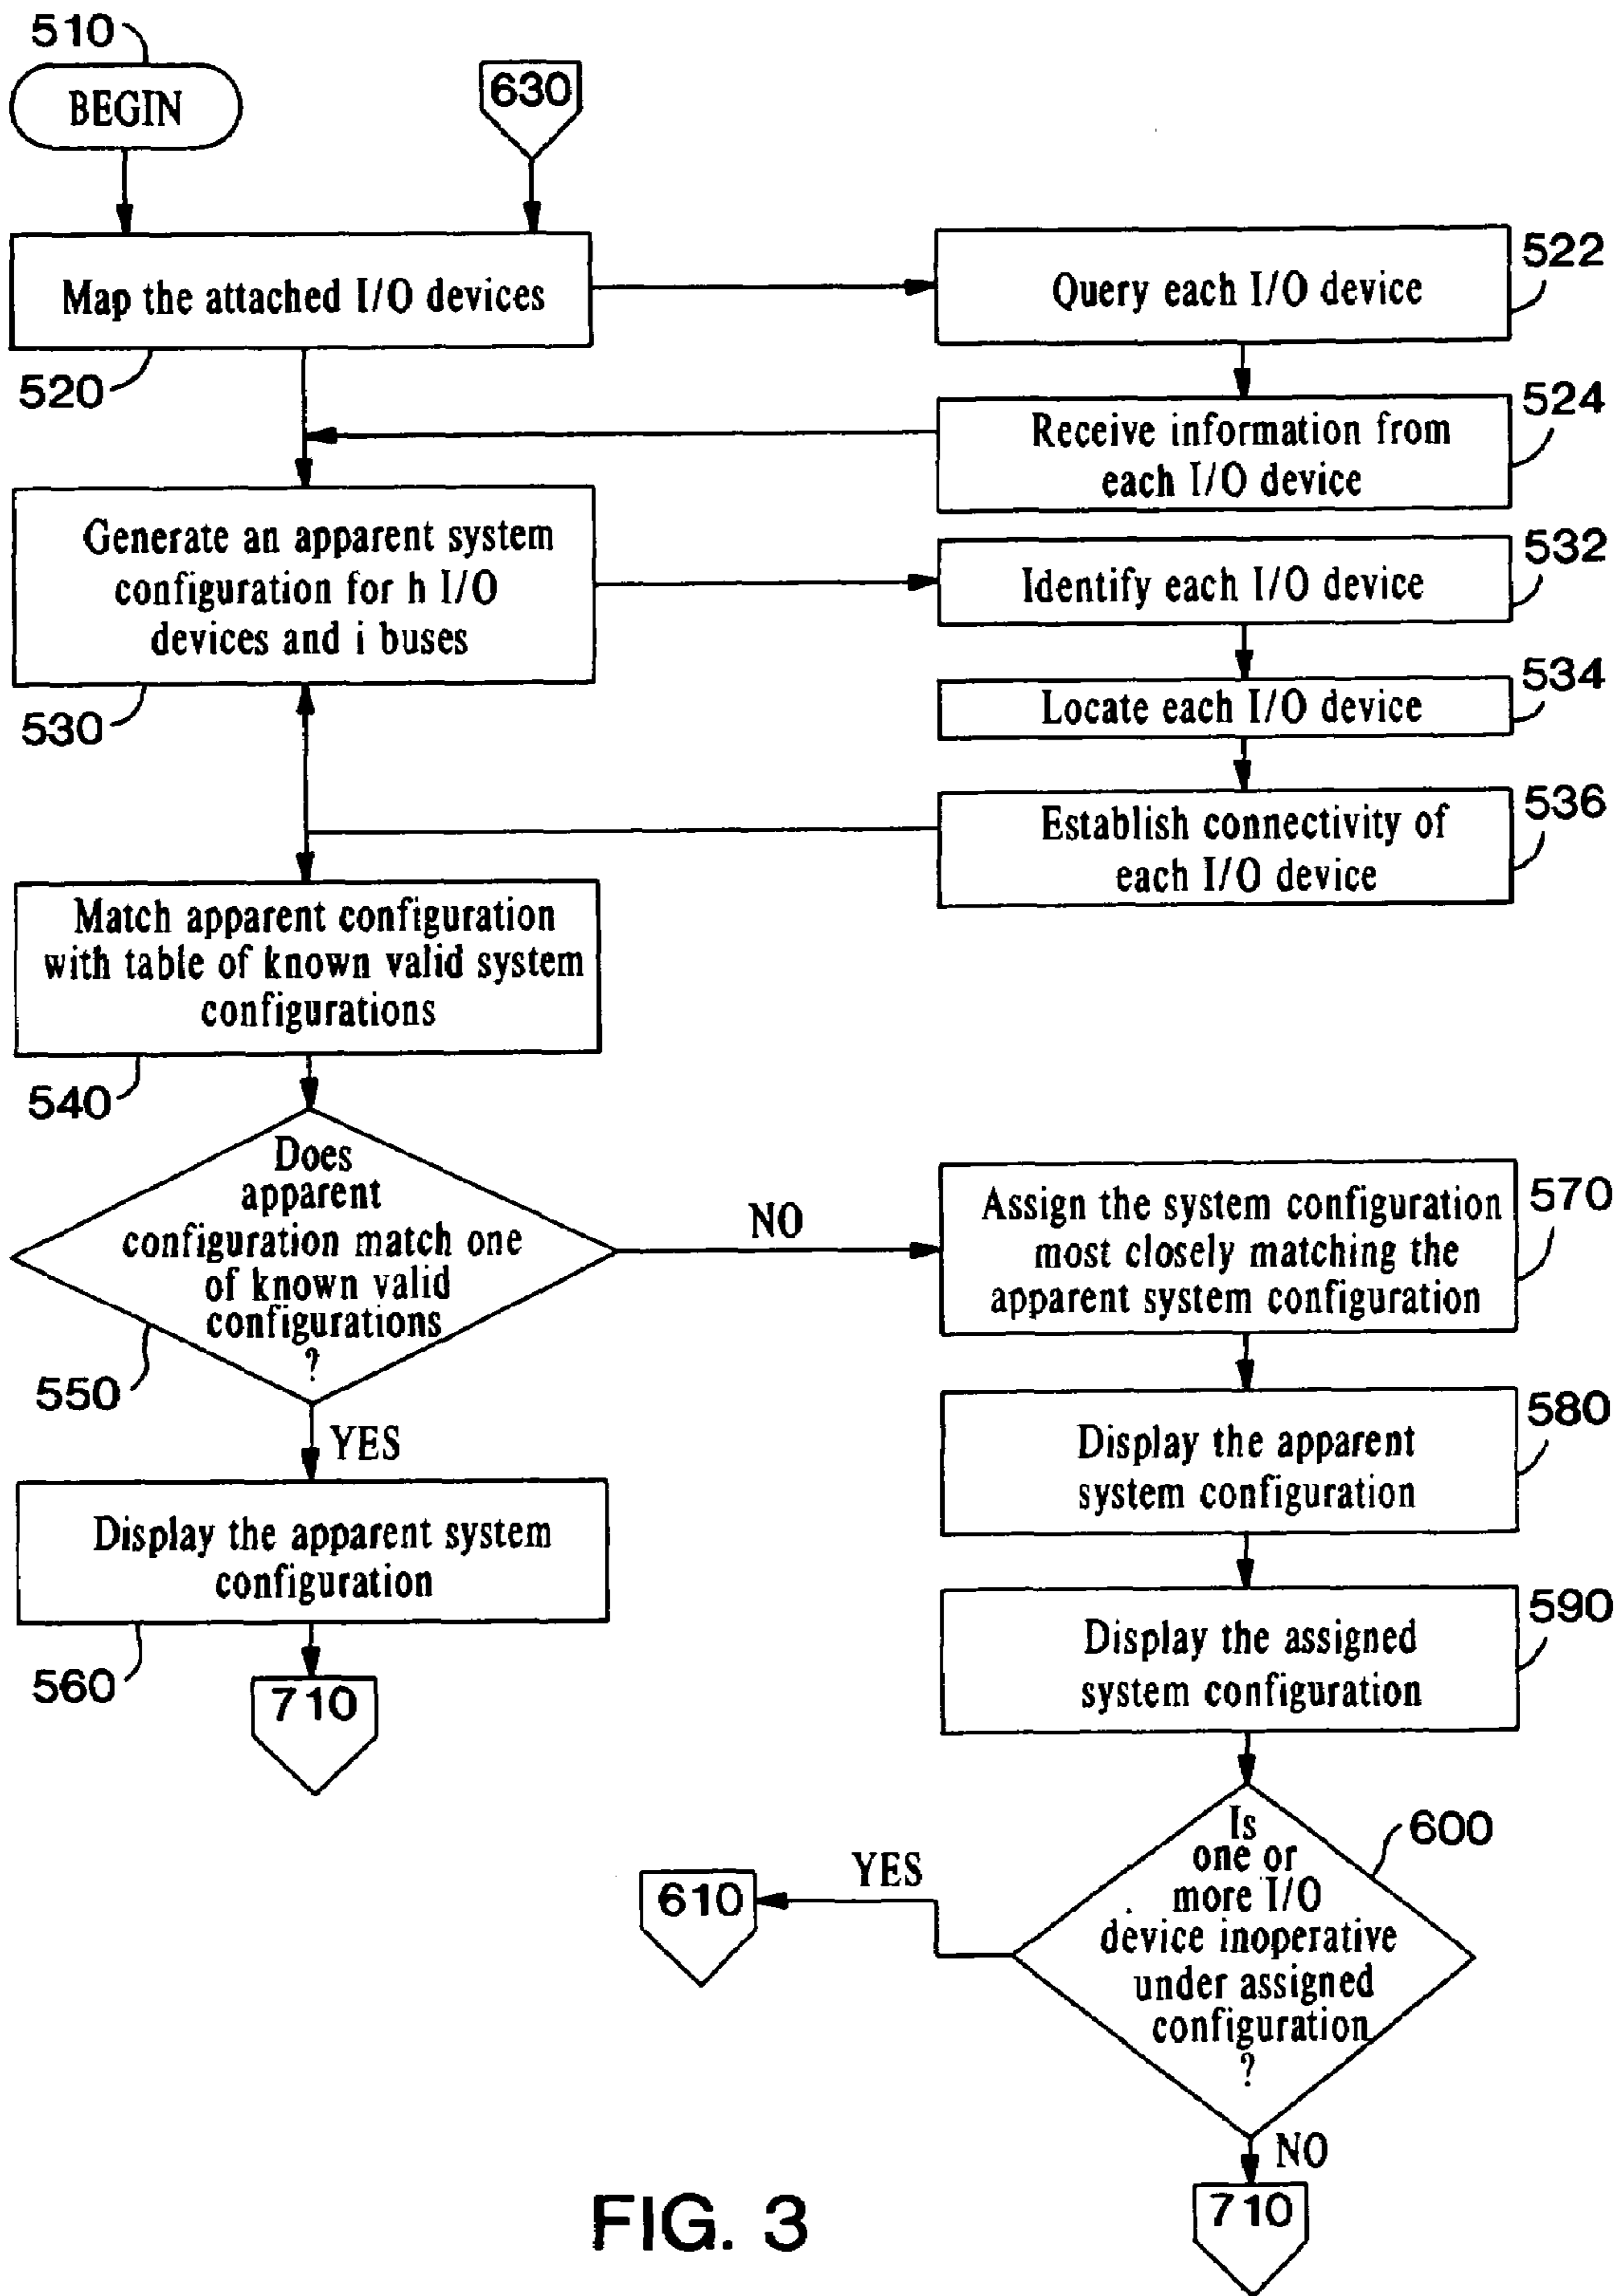 510
BEGIN
630
Map the attached I/O devices
520
Query each I/O device
522
Receive information from
each I/O device
524
Generate an apparent system
configuration for h I/O
devices and i buses
530
Identify each I/O device
532
Locate each I/O device
534
Establish connectivity of
each I/O device
536
Match apparent configuration
with table of known valid system
configurations
540
Does
apparent
configuration match one
of known valid
configurations
?
550
NO
YES
Display the apparent system
configuration
560
710
Assign the system configuration
most closely matching the
apparent system configuration
570
Display the apparent
system configuration
580
Display the assigned
system configuration
590
Is
one or
more I/O
device inoperative
under assigned
configuration
?
600
YES
610
NO
710
FIG. 3